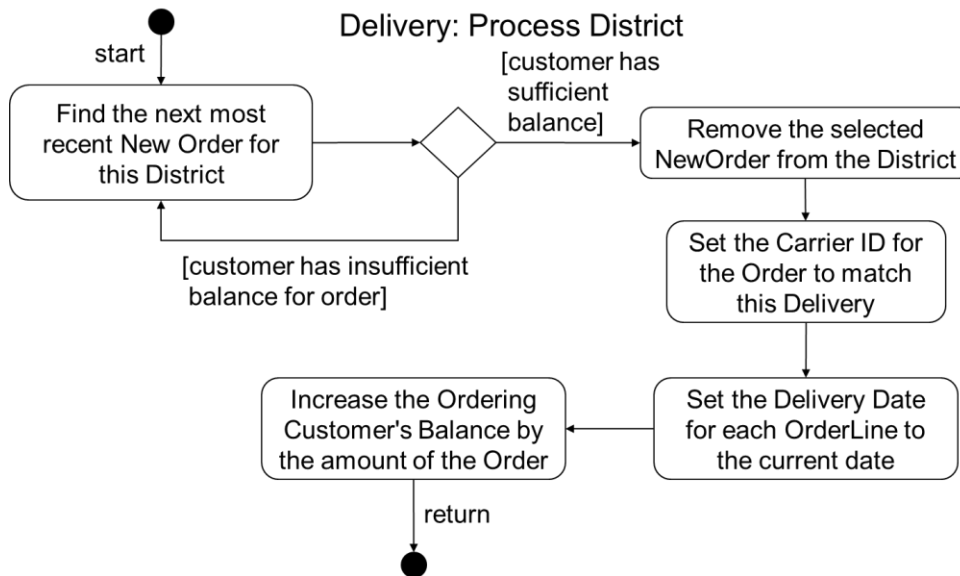 Delivery: Process District
start
Find the next most
recent New Order for
this District
[customer has
sufficient
balance]
Remove the selected
NewOrder from the District
[customer has insufficient
balance for order]
Set the Carrier ID for
the Order to match
this Delivery
Set the Delivery Date
for each OrderLine to
the current date
Increase the Ordering
Customer's Balance by
the amount of the Order
return